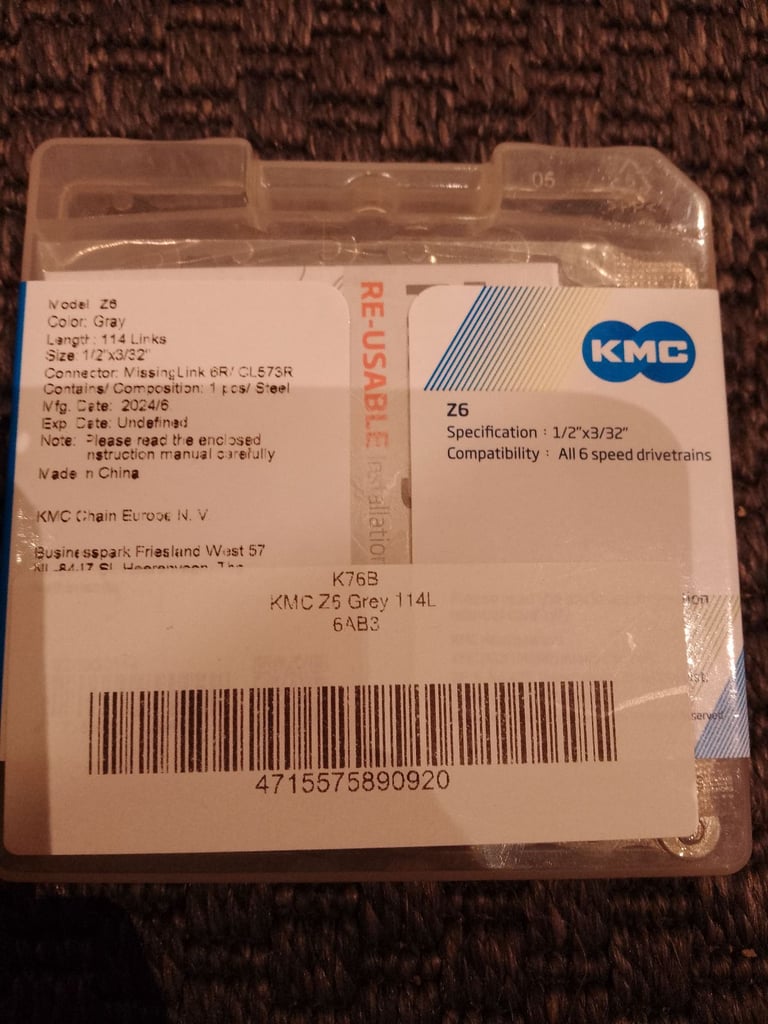 05
Model: Z6
Color: Gray
Length: 114 Links
Size: 1/2"x3/32"
Connector: MissingLink 6R/ CL573R
Contains/ Composition: 1 pcs/ Steel
Mfg. Date: 2024/6
Exp Date: Undefined
Note: Please read the enclosed
instruction manual carefully
Made in China
KMC Chain Europe N.V.
Businesspark Friesland West 57
RE-USABLE
Installation
KMC
Z6
Specification : 1/2"x3/32"
Compatibility : All 6 speed drivetrains
K76B
KMC Z6 Grey 114L
6AB3
4715575890920